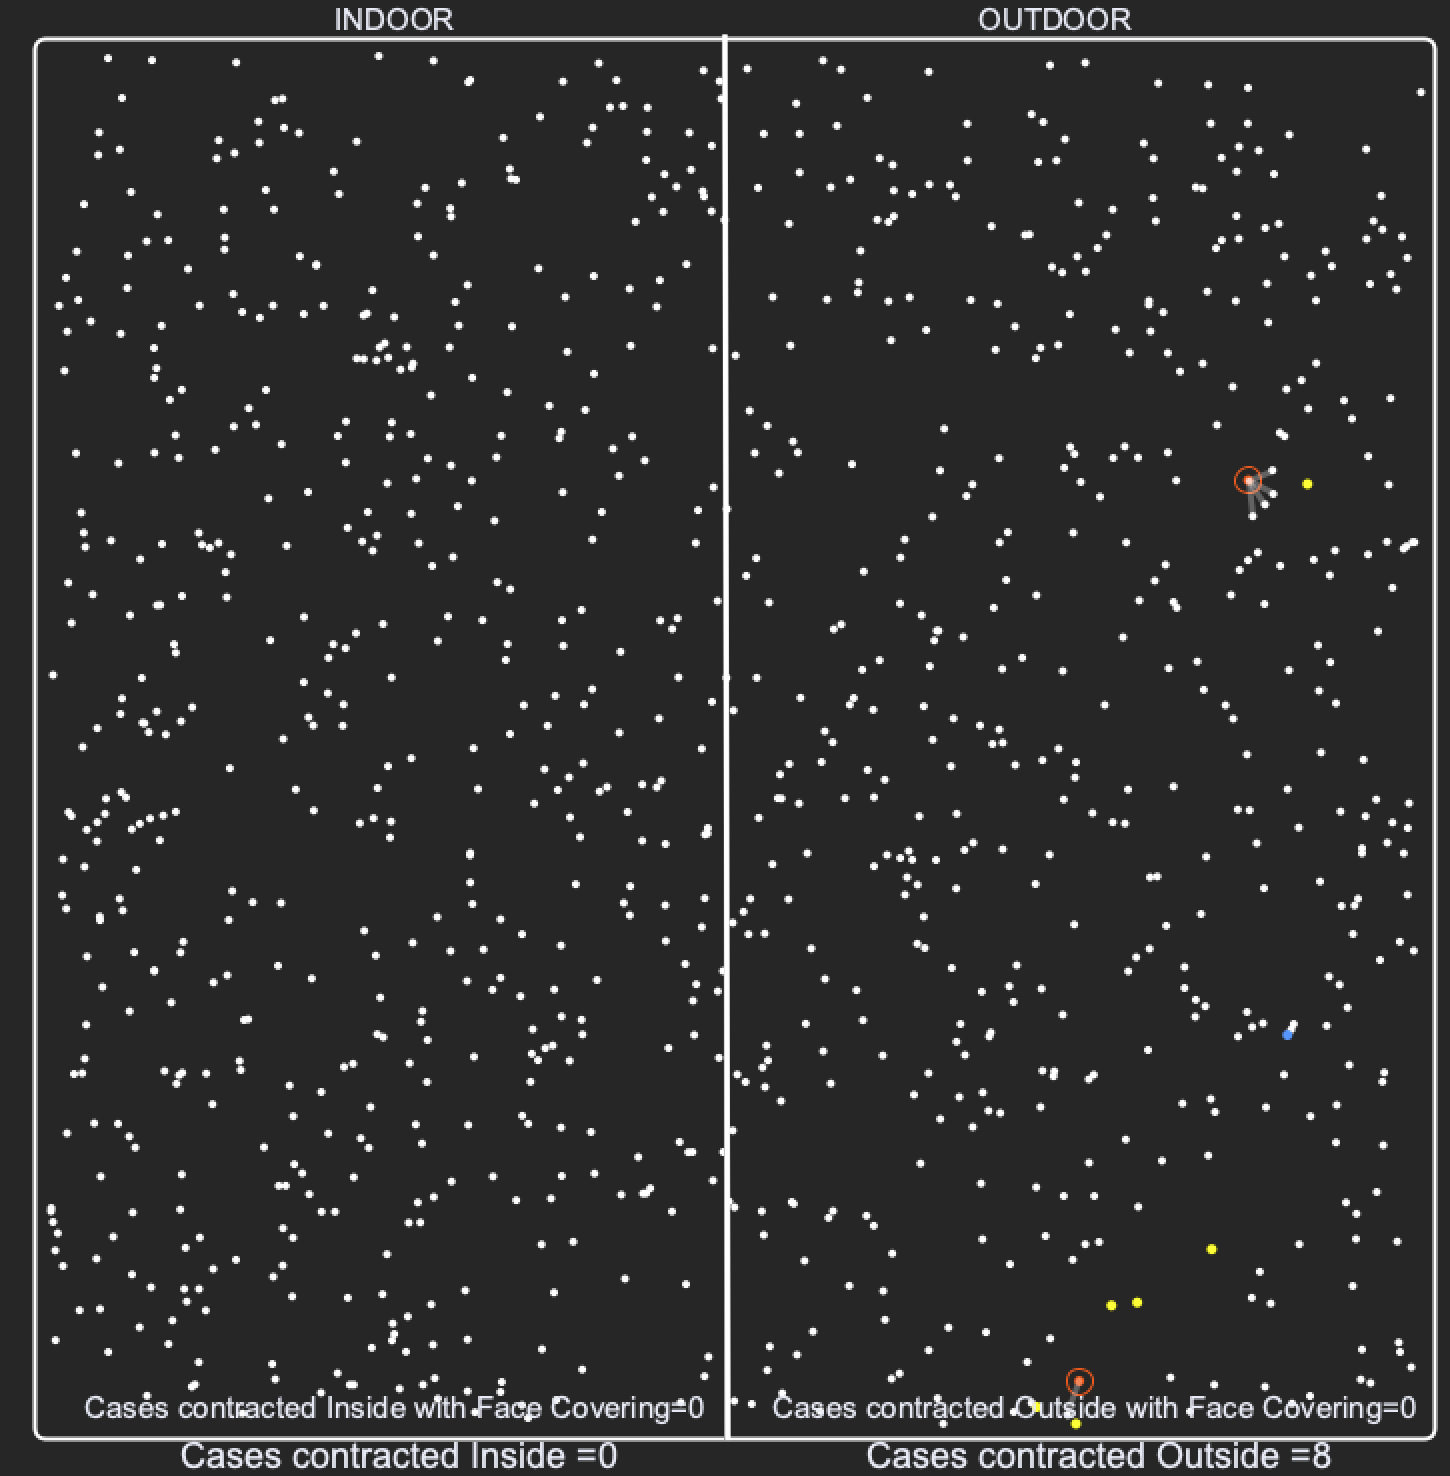 INDOOR
OUTDOOR
Cases contracted Inside with Face Covering=0
Cases contracted Outside with Face Covering=0
Cases contracted Inside =0
Cases contracted Outside =8